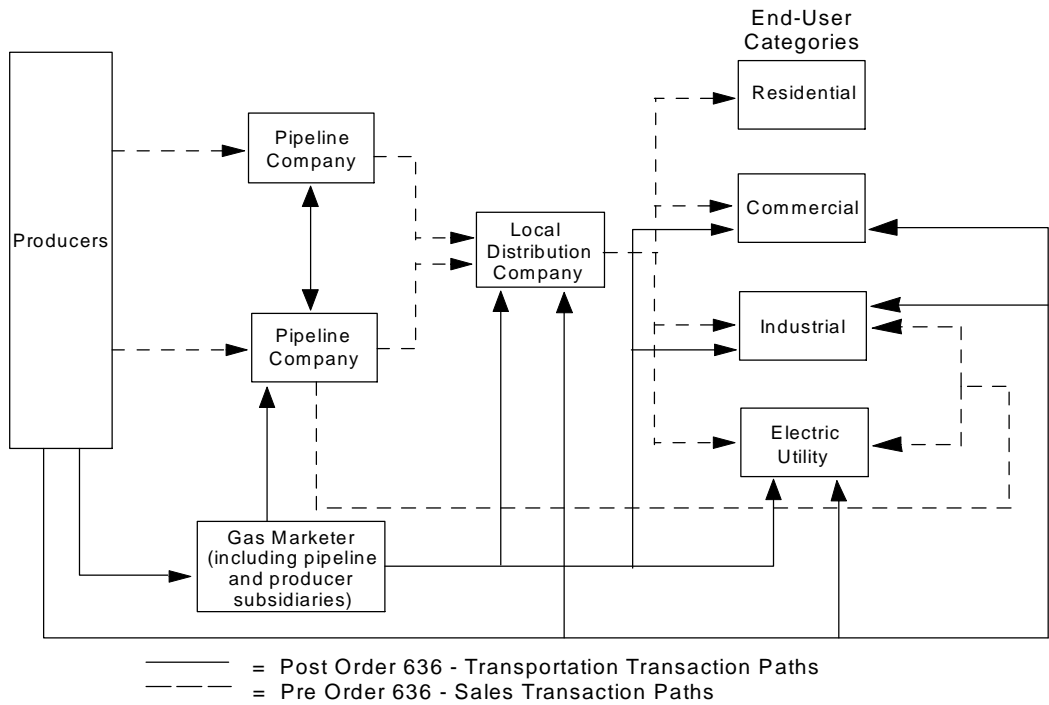 End-User
Categories
Residential
Pipeline
Company
Commercial
Producers
Local
Distribution
Company
Pipeline
Company
Industrial
Electric
Utility
Gas Marketer
(including pipeline
and producer
subsidiaries)
= Post Order 636 - Transportation Transaction Paths
= Pre Order 636 - Sales Transaction Paths